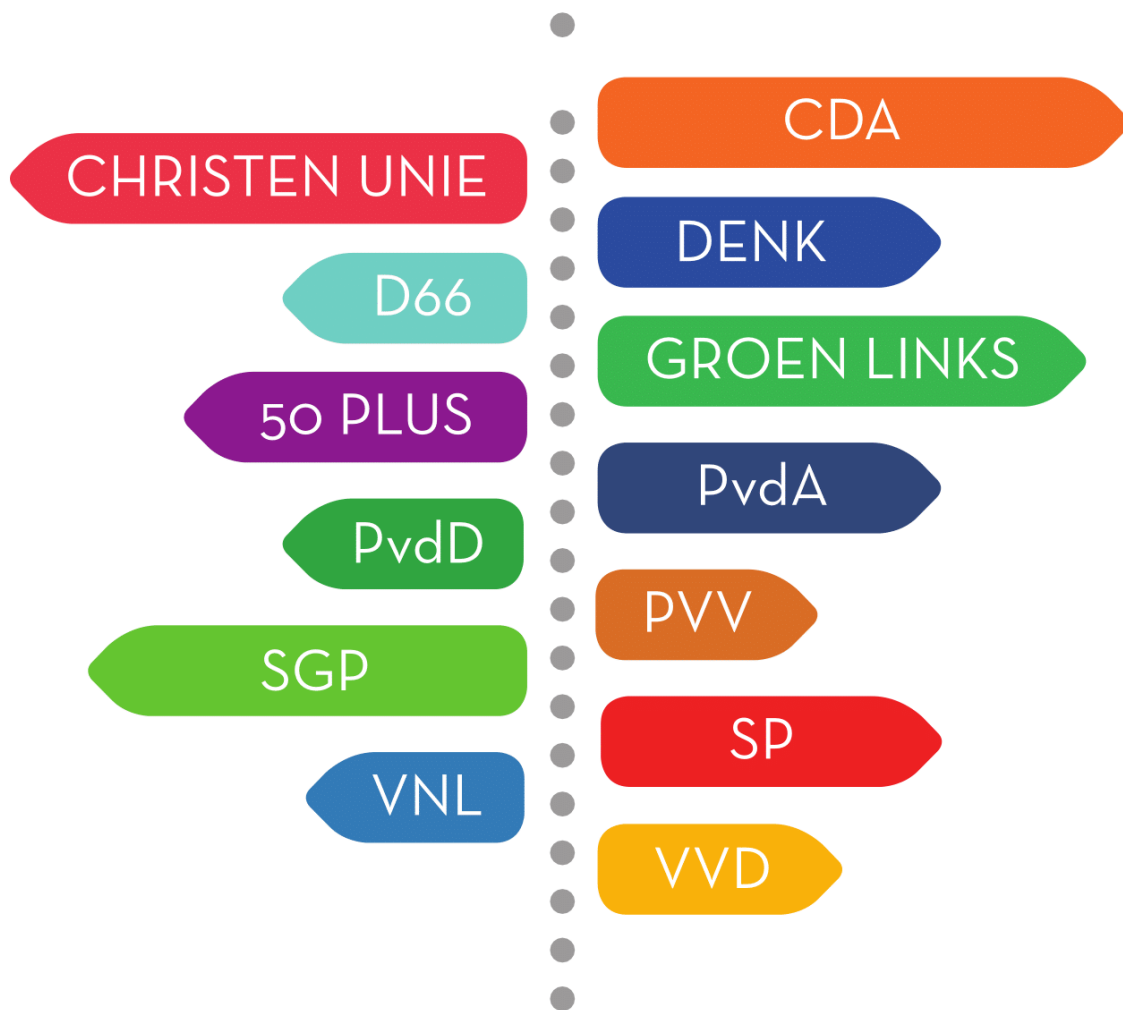 CDA
CHRISTEN UNIE
DENK
D66
GROEN LINKS
50 PLUS
PvdA
PvdD
PVV
SGP
SP
VNL
VVD